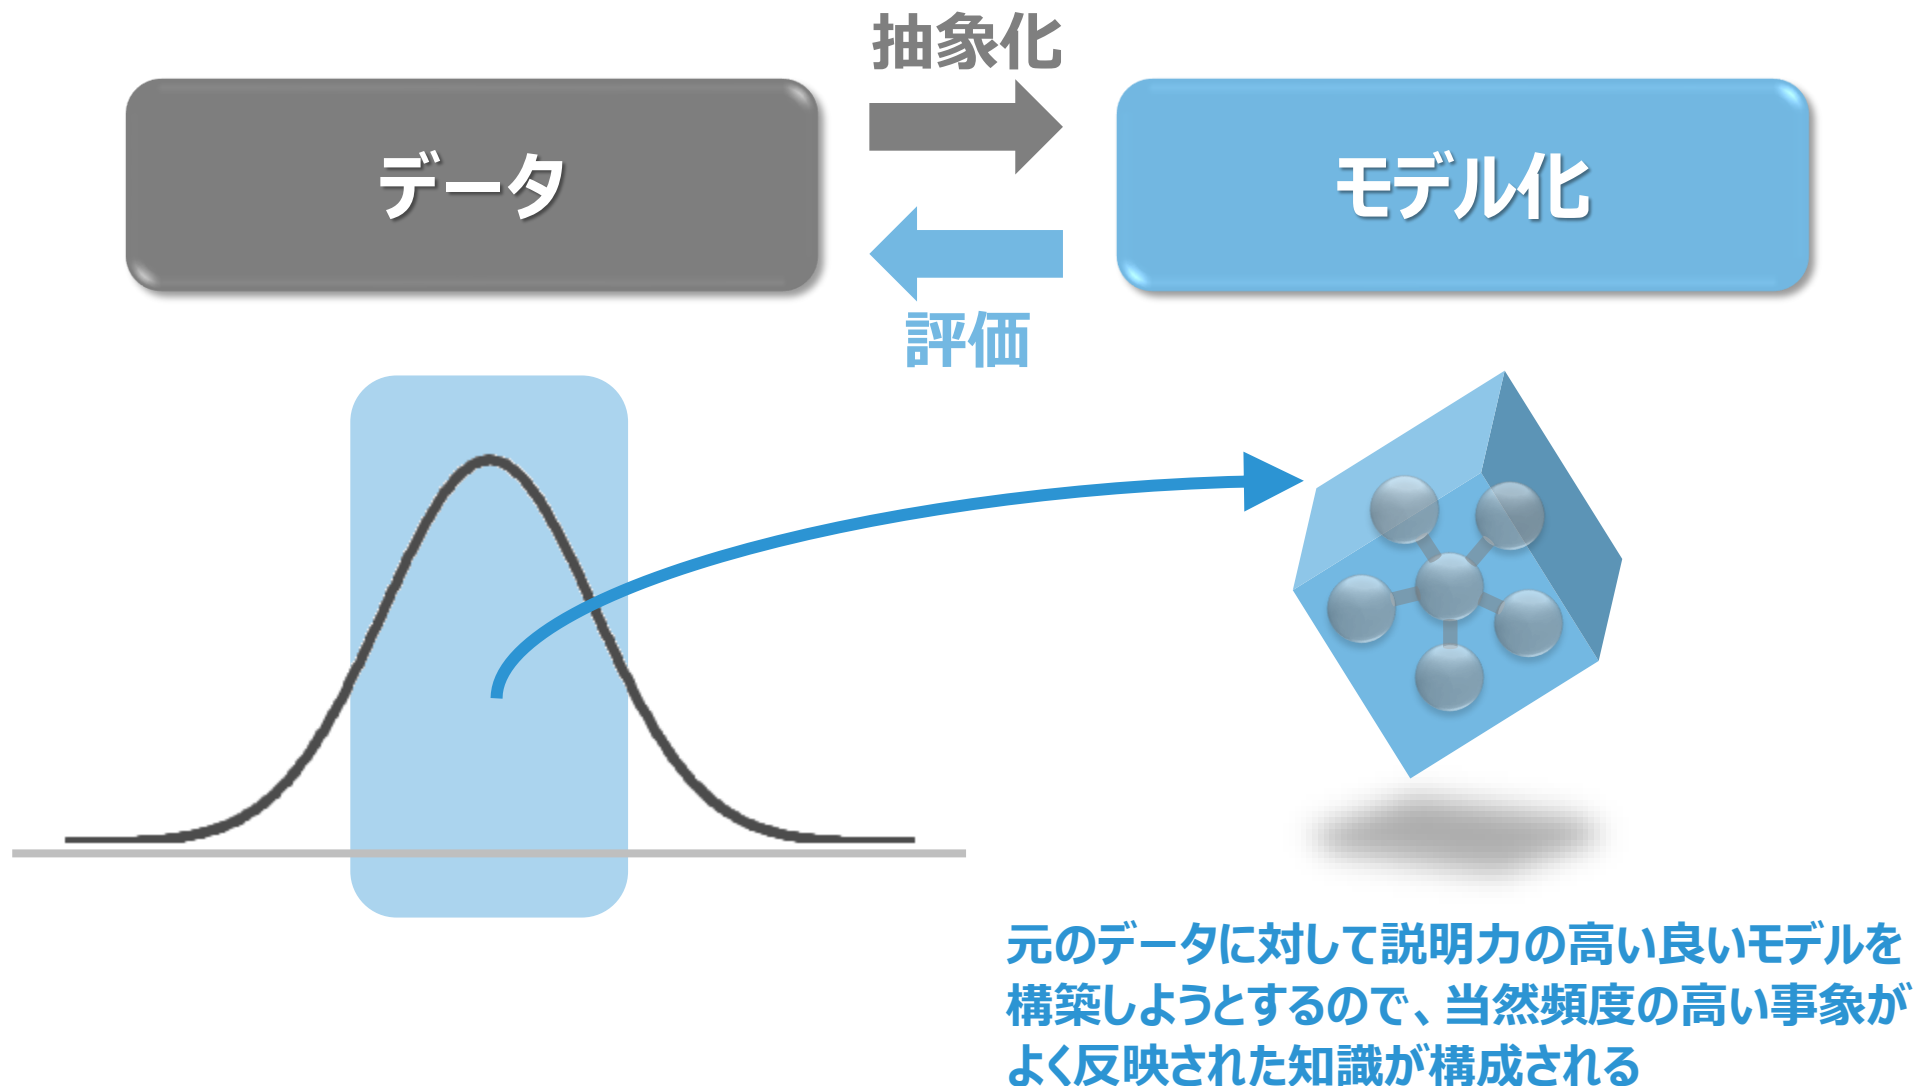 抽象化
データ
モデル化
評価
元のデータに対して説明力の高い良いモデルを
構築しようとするので、当然頻度の高い事象が
よく反映された知識が構成される